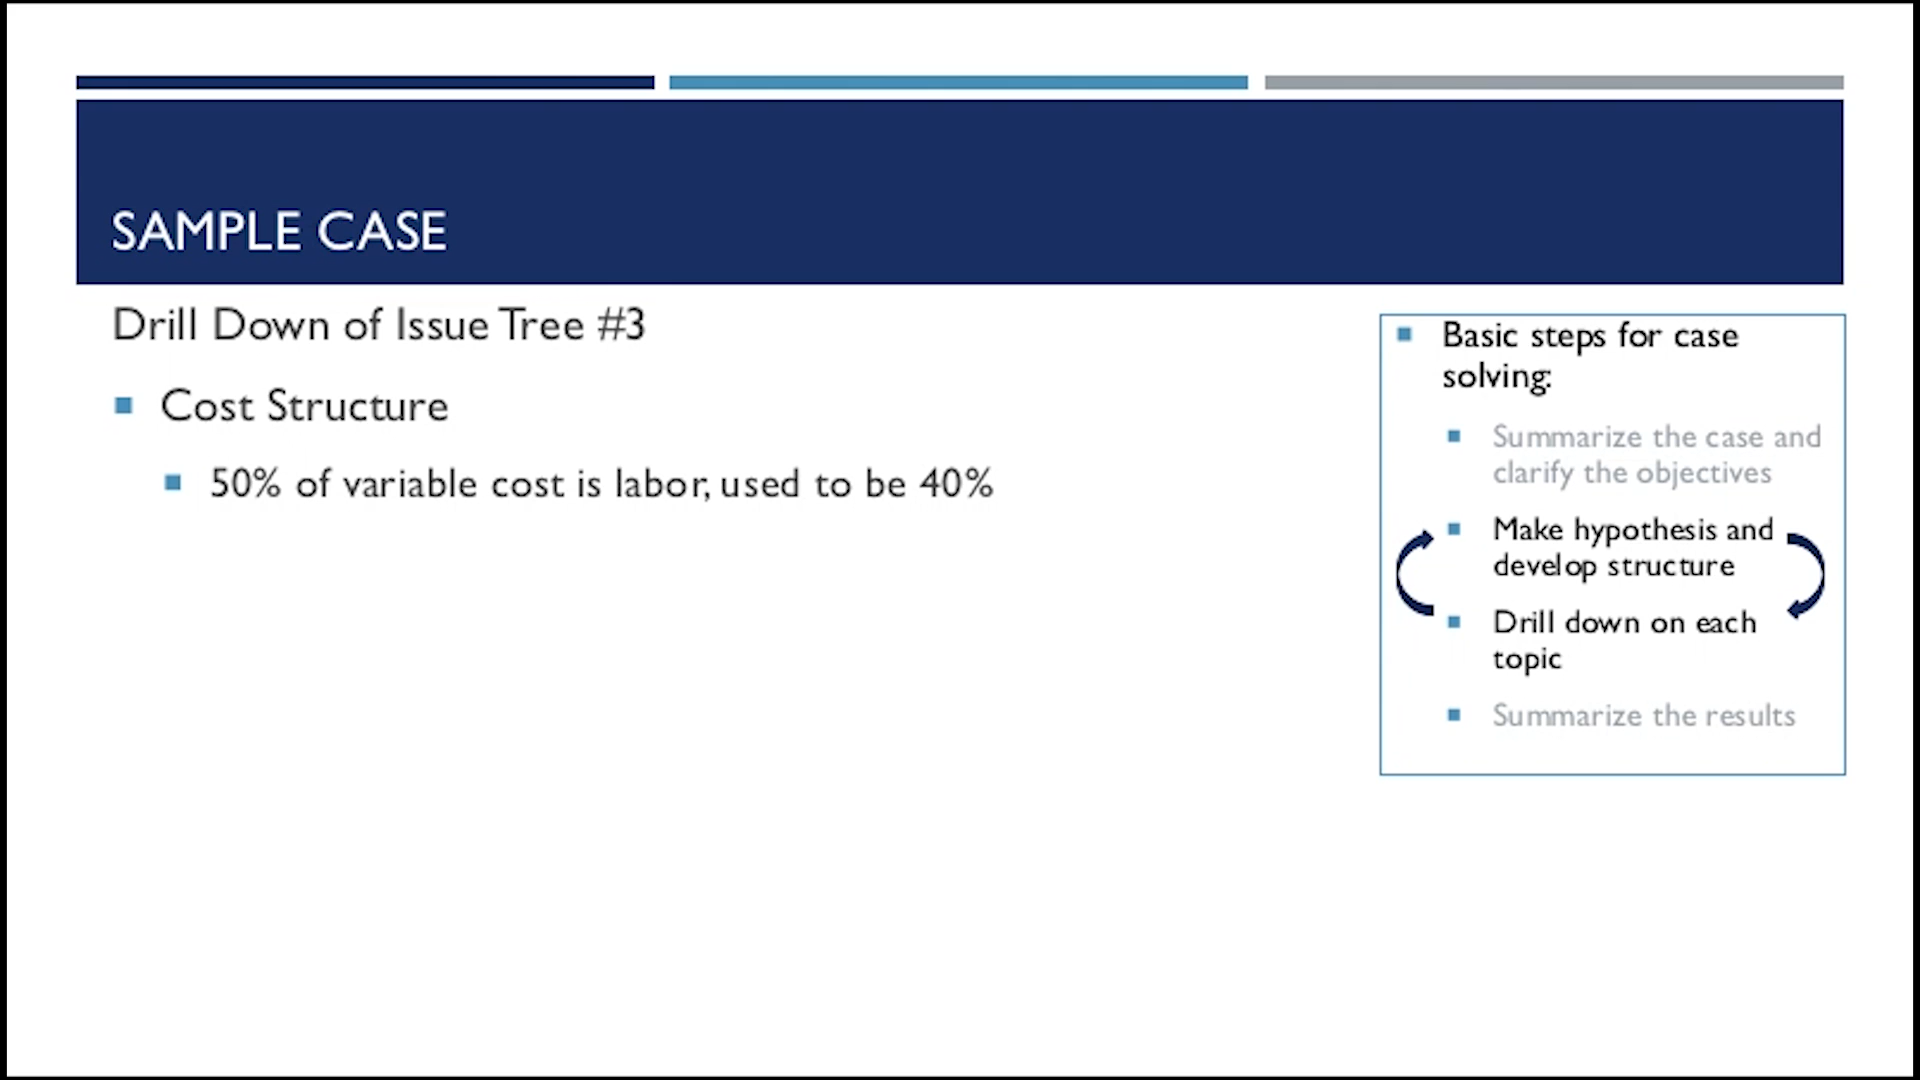 SAMPLE CASE
Drill Down of Issue Tree #3
Cost Structure
50% of variable cost is labor, used to be 40%
Basic steps for case
solving:
Summarize the case and
clarify the objectives
Make hypothesis and
develop structure
Drill down on each
topic
Summarize the results